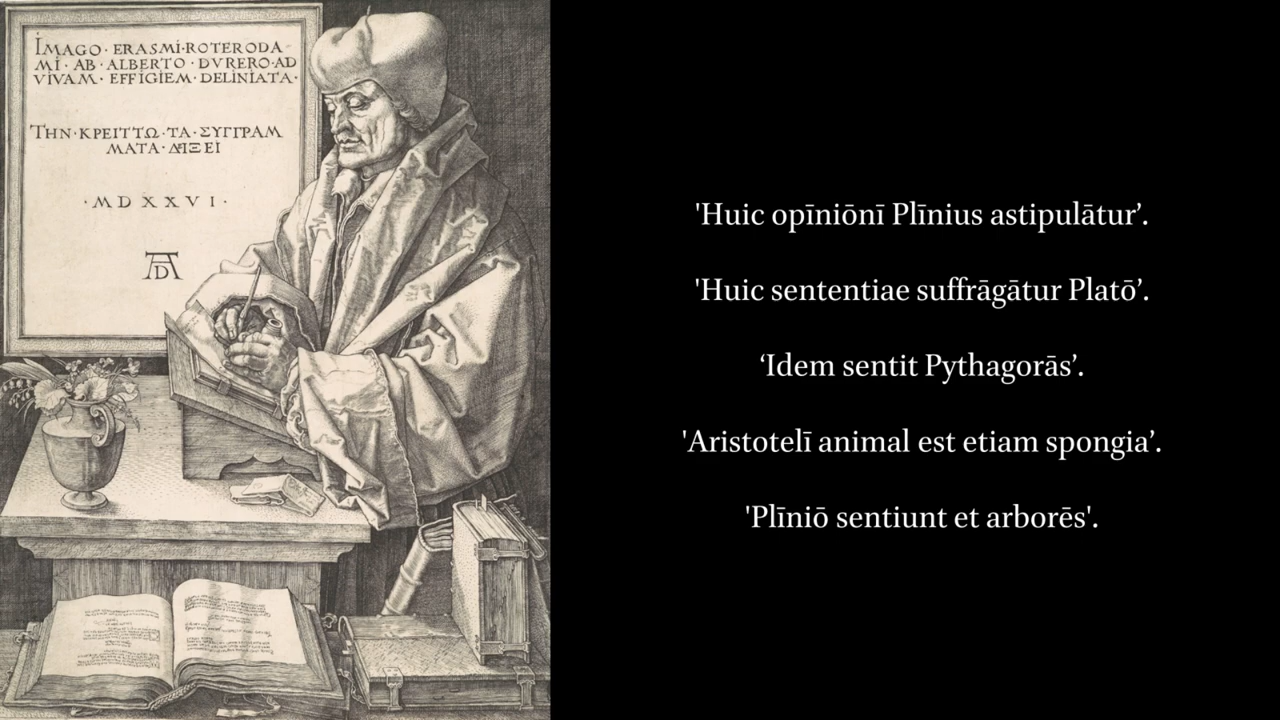 IMAGO · ERASMI · ROTERODA
MI · AB · ALBERTO · DVRERO · AD
VIVAM · EFFIGIEM · DELINIATA ·
ΤΗΝ · ΚΡΕΙΤΤΩ · ΤΑ · ΣΥΓΓΡΑΜ
ΜΑΤΑ · ΔΙΞΕΙ
· MDXXVI ·
AD
'Huic opīniōnī Plīnius astipulātur’.
'Huic sententiae suffrāgātur Platō’.
‘Idem sentit Pythagorās’.
'Aristotelī animal est etiam spongia’.
'Plīniō sentiunt et arborēs'.